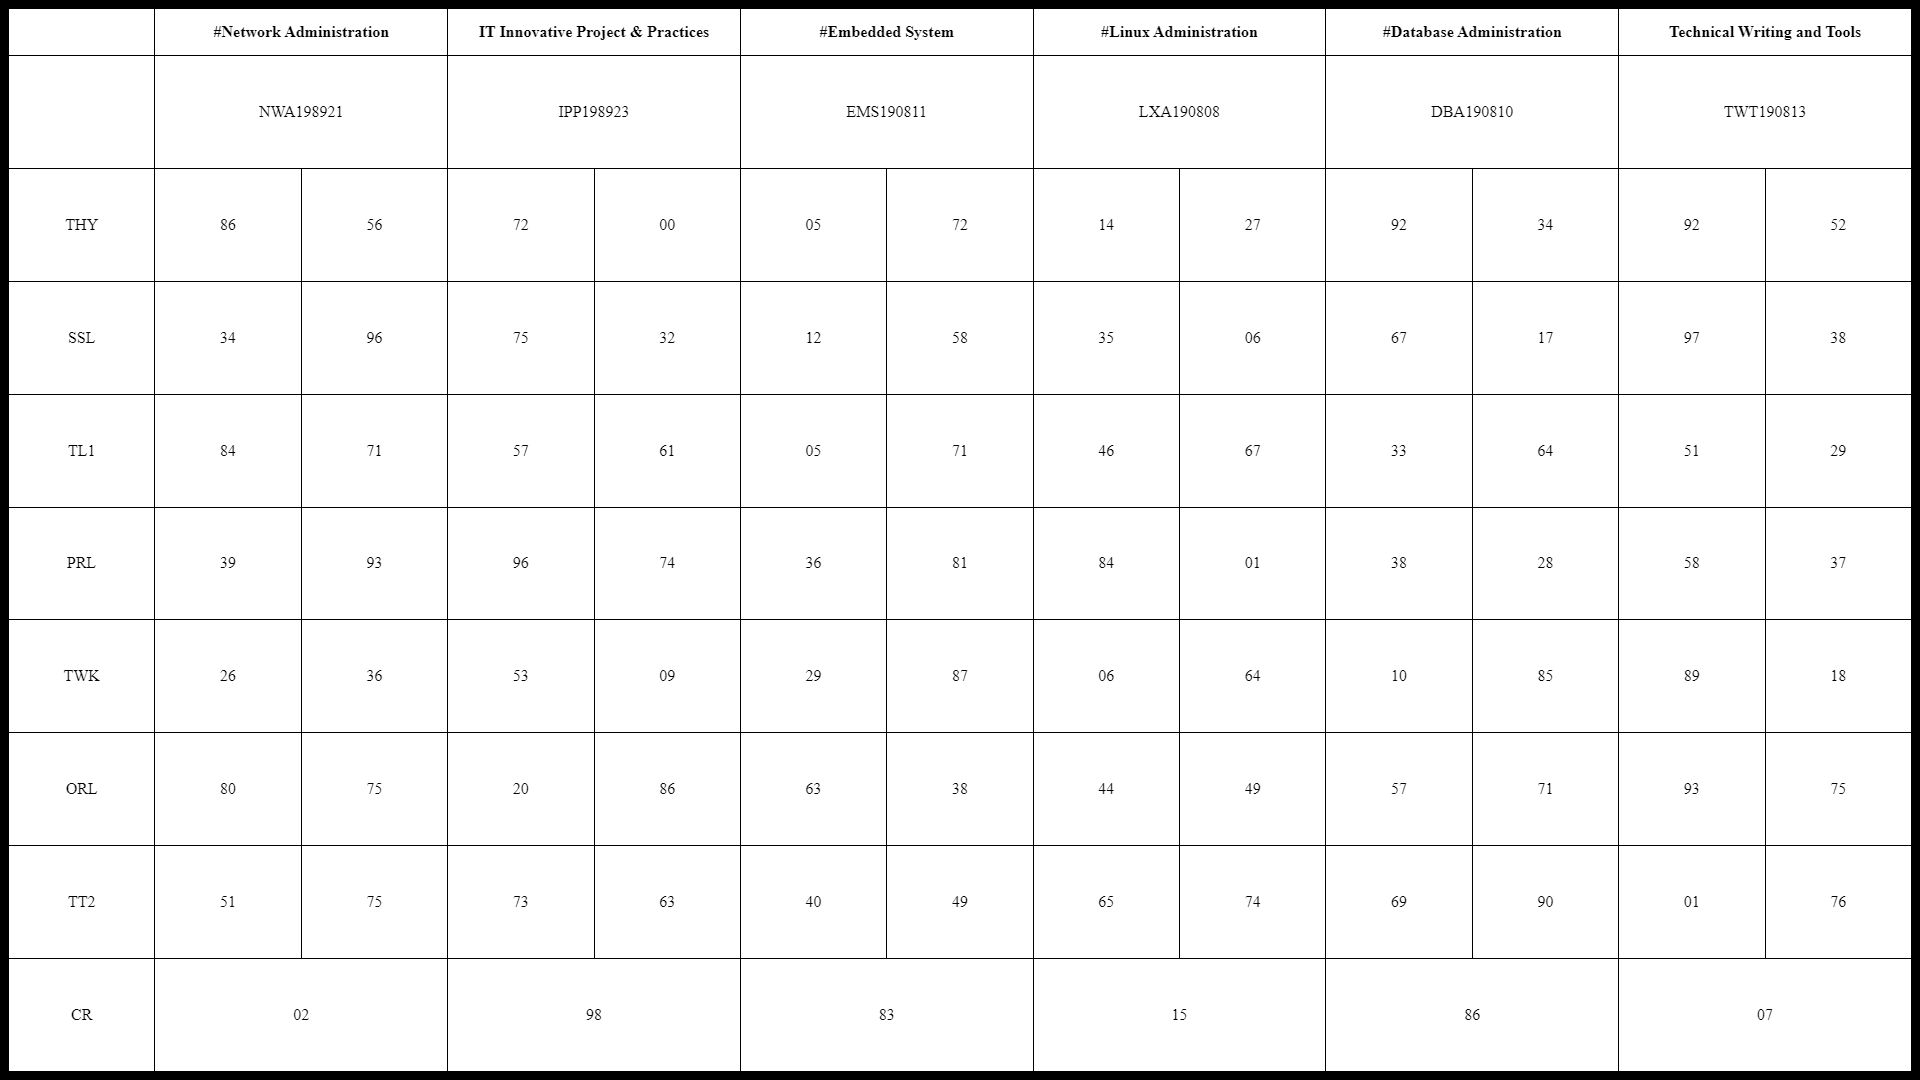 #Network Administration IT Innovative Project & Practices #Embedded System #Linux Administration #Database Administration Technical Writing and Tools
NWA198921 IPP198923 EMS190811 LXA190808 DBA190810 TWT190813
THY 86 56 72 00 05 72 14 27 92 34 92 52
SSL 34 96 75 32 12 58 35 06 67 17 97 38
TL1 84 71 57 61 05 71 46 67 33 64 51 29
PRL 39 93 96 74 36 81 84 01 38 28 58 37
TWK 26 36 53 09 29 87 06 64 10 85 89 18
ORL 80 75 20 86 63 38 44 49 57 71 93 75
TT2 51 75 73 63 40 49 65 74 69 90 01 76
CR 02 98 83 15 86 07